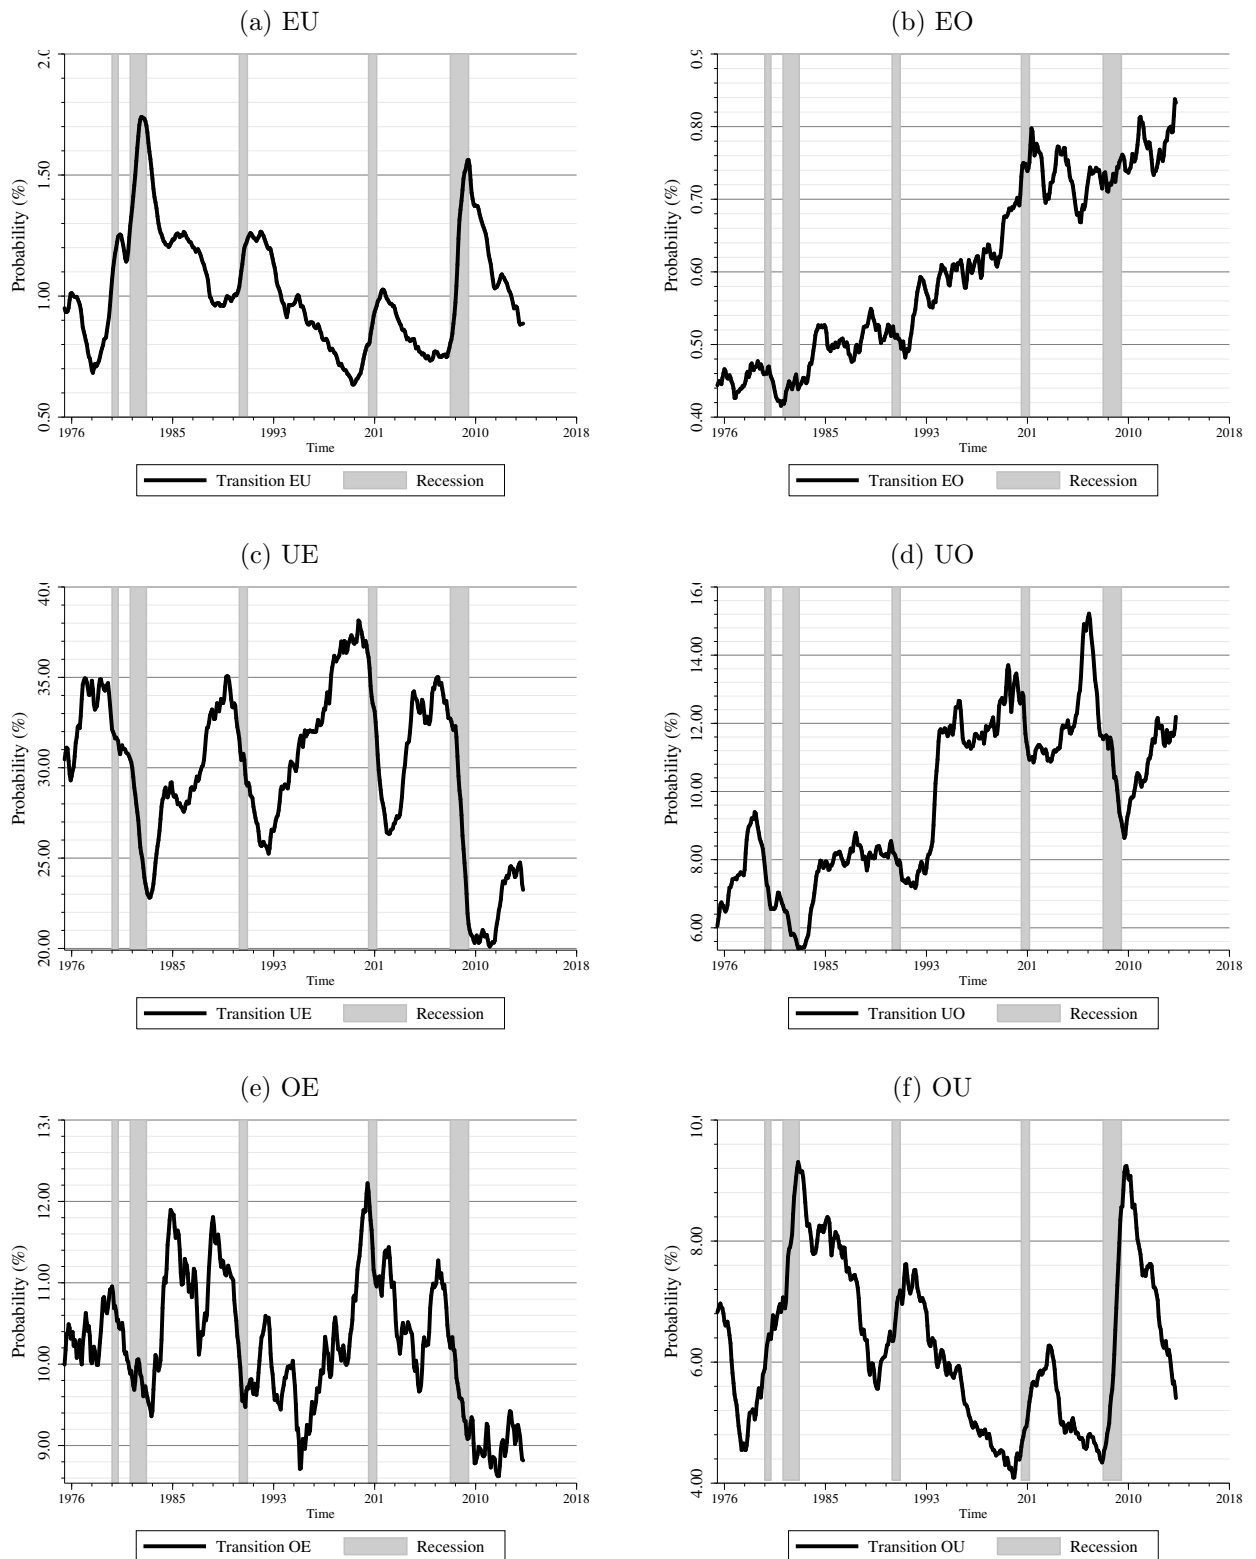 (a) EU
(b) EO
Probability (%)
0.50 1.00 1.50 2.0
1976 1985 1993 201 2010 2018
Time
Transition EU Recession
Probability (%)
0.40 0.50 0.60 0.70 0.80 0.9
1976 1985 1993 201 2010 2018
Time
Transition EO Recession
(c) UE
(d) UO
Probability (%)
20.00 25.00 30.00 35.00 40.0
1976 1985 1993 201 2010 2018
Time
Transition UE Recession
Probability (%)
6.00 8.00 10.00 12.00 14.00 16.0
1976 1985 1993 201 2010 2018
Time
Transition UO Recession
(e) OE
(f) OU
Probability (%)
9.00 10.00 11.00 12.00 13.0
1976 1985 1993 201 2010 2018
Time
Transition OE Recession
Probability (%)
4.00 6.00 8.00 10.0
1976 1985 1993 201 2010 2018
Time
Transition OU Recession